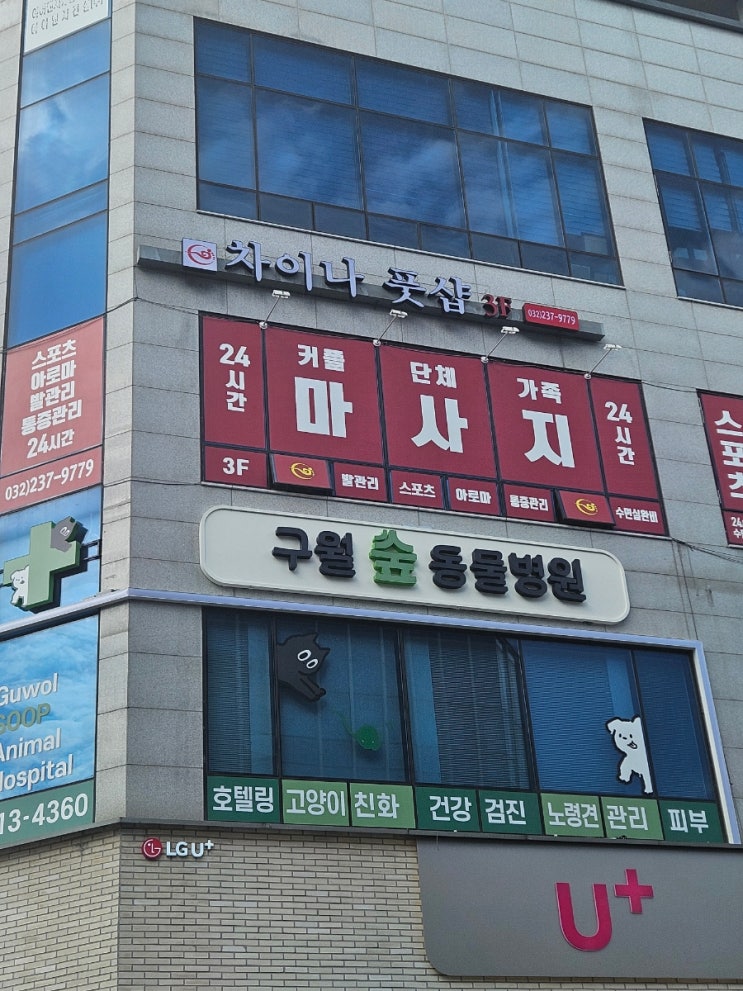 차이나 풋샵 3F 032)237-9779
스포츠
아로마
발관리
통증관리
24시간
032)237-9779
24시간
커플
단체
가족
24시간
마사지
3F
발관리
스포츠
아로마
통증관리
수면실완비
스포츠
구월 숲 동물병원
Guwol
SOOP
Animal
Hospital
13-4360
호텔링 고양이 친화 건강 검진 노령견 관리 피부
LG U+
U+